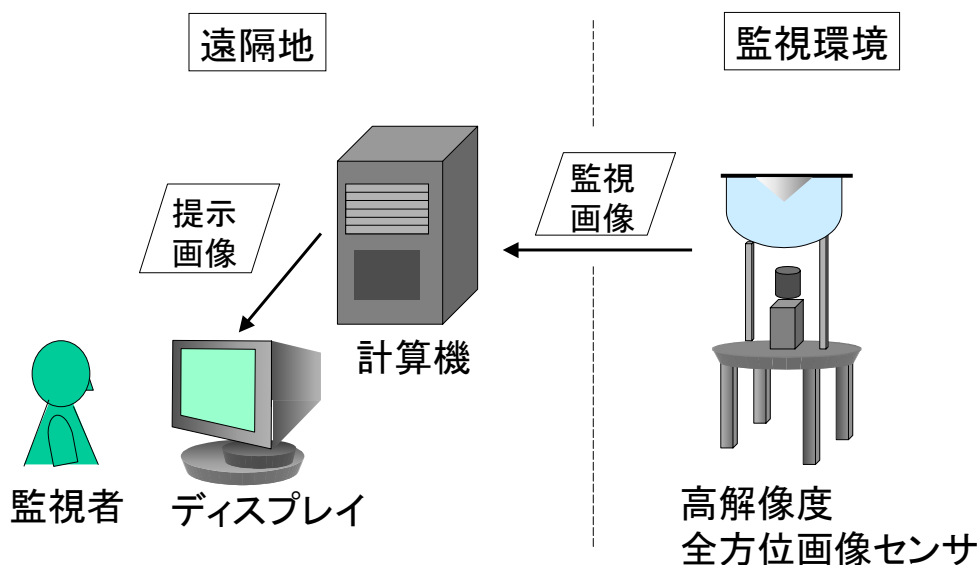 遠隔地
監視環境
監視
画像
提示
画像
計算機
監視者
ディスプレイ
高解像度
全方位画像センサ